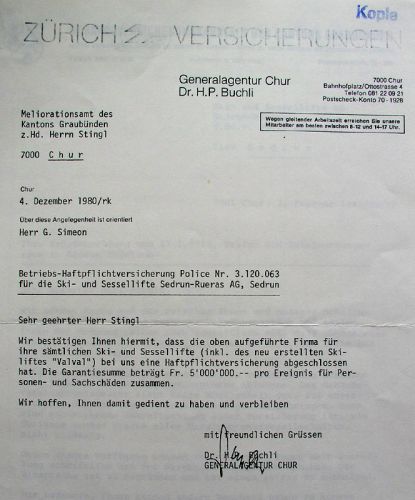 Kopie
ZÜRICH VERSICHERUNGEN
Generalagentur Chur
Dr. H.P. Buchli
7000 Chur
Bahnhofplatz/Ottostrasse 4
Telefon 081 22 09 21
Postscheck-Konto 70 - 1928
Wegen gleitender Arbeitszeit erreichen Sie unsere
Mitarbeiter am besten zwischen 8-12 und 14-17 Uhr.
Meliorationsamt des
Kantons Graubünden
z.Hd. Herrn Stingl
7000 C h u r
Chur
4. Dezember 1980/rk
Über diese Angelegenheit ist orientiert
Herr G. Simeon
Betriebs-Haftpflichtversicherung Police Nr. 3.120.063
für die Ski- und Sessellifte Sedrun-Rueras AG, Sedrun
Sehr geehrter Herr Stingl
Wir bestätigen Ihnen hiermit, dass die oben aufgeführte Firma für
ihre sämtlichen Ski- und Sessellifte (inkl. des neu erstellten Ski-
liftes "Valval") bei uns eine Haftpflichtversicherung abgeschlossen
hat. Die Garantiesumme beträgt Fr. 5'000'000.-- pro Ereignis für Per-
sonen- und Sachschäden zusammen.
Wir hoffen, Ihnen damit gedient zu haben und verbleiben
mit freundlichen Grüssen
Dr. H.P. Buchli
GENERALAGENTUR CHUR